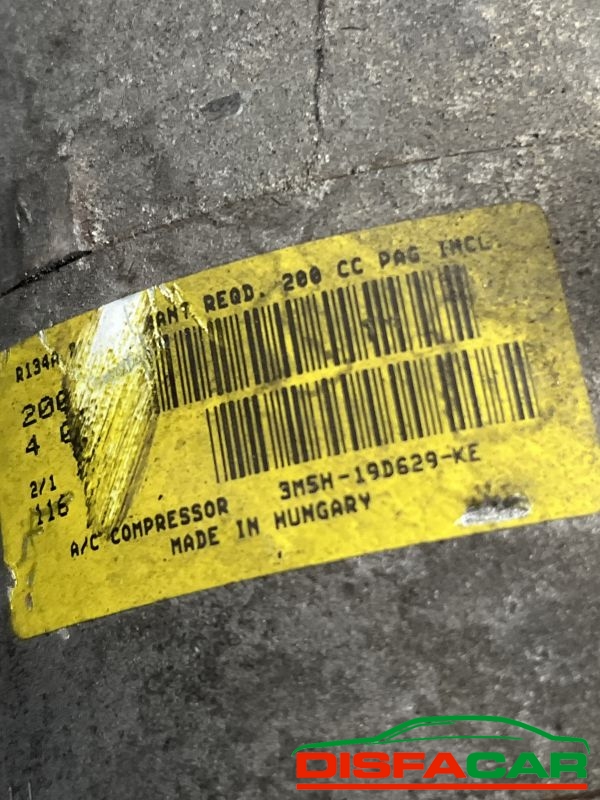 R134A REQD. 200 CC PAG INCL.
200
4
2/1
116
3M5H-19D629-KE
A/C COMPRESSOR
MADE IN HUNGARY
DISFACAR